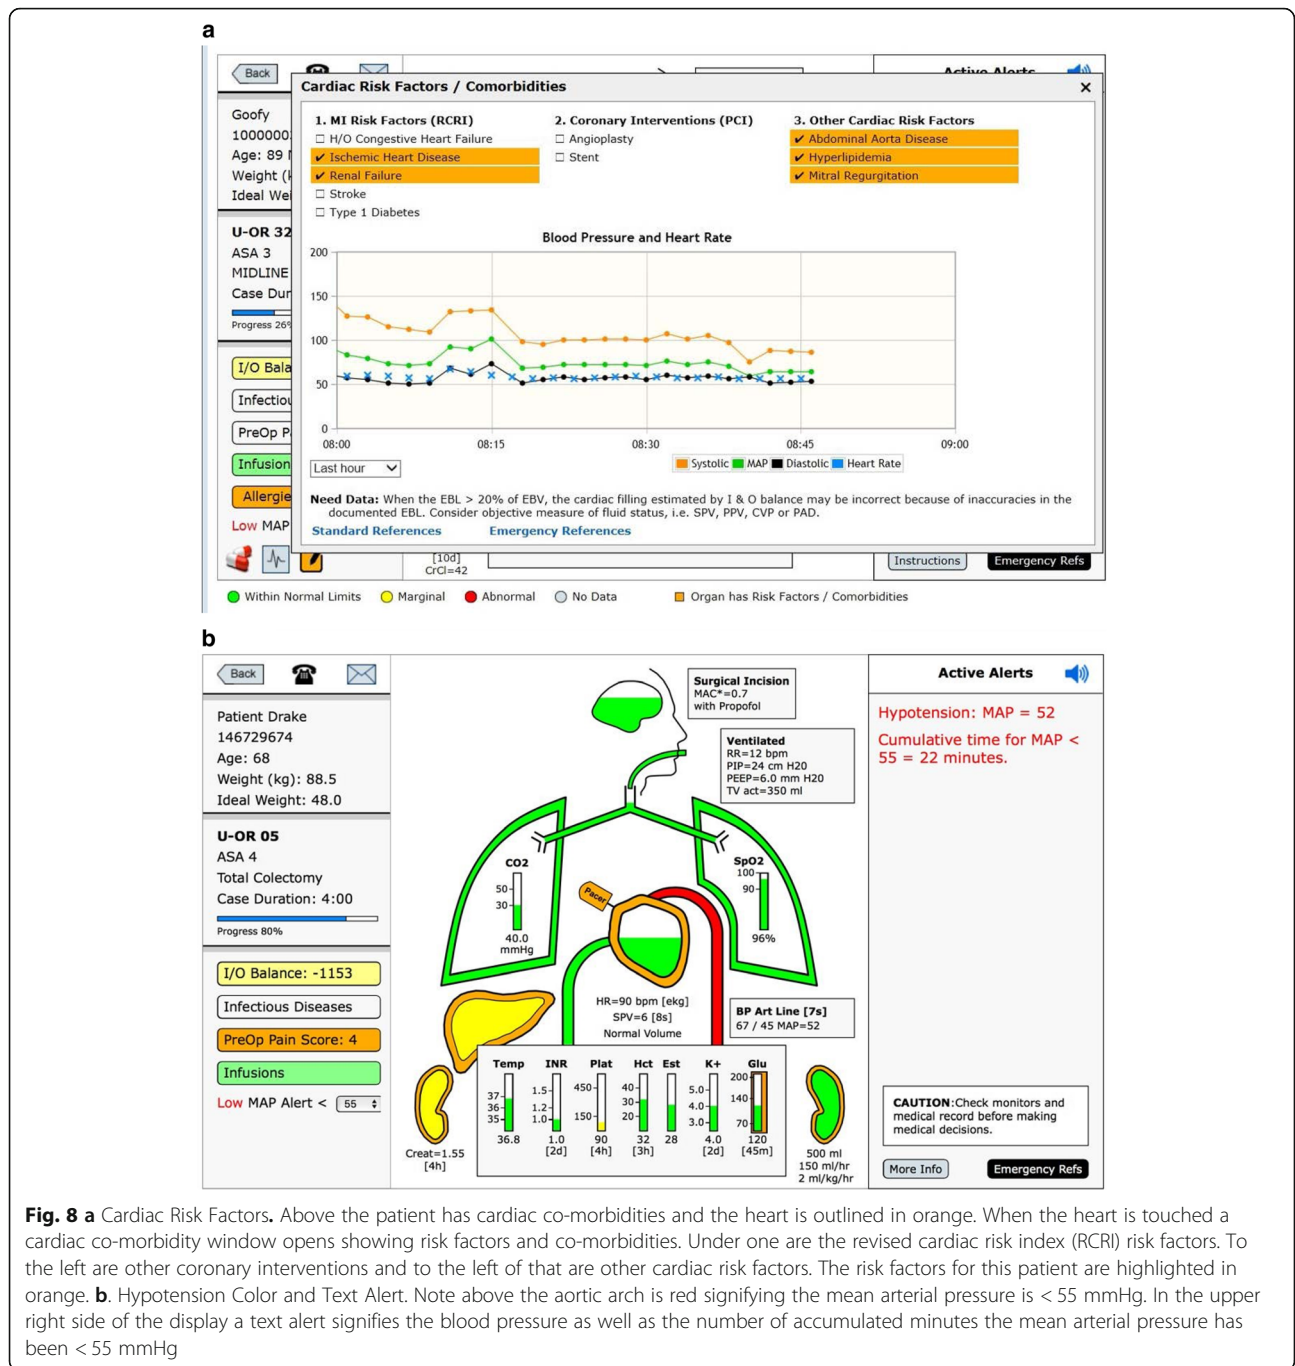 a
Back
Active Alerts
Cardiac Risk Factors / Comorbidities
Goofy
Age: 89
Weight
Ideal Wei
1. MI Risk Factors (RCRI)
H/O Congestive Heart Failure
✔ Ischemic Heart Disease
✔ Renal Failure
Stroke
Type 1 Diabetes
2. Coronary Interventions (PCI)
Angioplasty
Stent
3. Other Cardiac Risk Factors
✔ Abdominal Aorta Disease
✔ Hyperlipidemia
✔ Mitral Regurgitation
U-OR 32
ASA 3
MIDLINE
Case Dur
Progress 26%
I/O Bala
Infectiou
PreOp P
Infusion
Allergie
Low MAP
Blood Pressure and Heart Rate
200
150
100
50
0
08:00 08:15 08:30 08:45 09:00
Last hour
Systolic MAP Diastolic Heart Rate
Need Data: When the EBL > 20% of EBV, the cardiac filling estimated by I & O balance may be incorrect because of inaccuracies in the
documented EBL. Consider objective measure of fluid status, i.e. SPV, PPV, CVP or PAD.
Standard References Emergency References
[10d]
CrCl=42
Instructions
Emergency Refs
Within Normal Limits Marginal Abnormal No Data Organ has Risk Factors / Comorbidities
b
Back
Patient Drake
146729674
Age: 68
Weight (kg): 88.5
Ideal Weight: 48.0
U-OR 05
ASA 4
Total Colectomy
Case Duration: 4:00
Progress 80%
I/O Balance: -1153
Infectious Diseases
PreOp Pain Score: 4
Infusions
Low MAP Alert < 55
Surgical Incision
MAC*=0.7
with Propofol
Ventilated
RR=12 bpm
PIP=24 cm H20
PEEP=6.0 mm H20
TV act=350 ml
CO2
50
30
40.0
mmHg
Pacer
SpO2
100
90
96%
HR=90 bpm [ekg]
SPV=6 [8s]
Normal Volume
BP Art Line [7s]
67 / 45 MAP=52
Temp INR Plat Hct Est K+ Glu
37
36
35
36.8
1.5
1.2
1.0
1.0
[2d]
450
150
90
[4h]
40
30
20
32
[3h]
28
5.0
4.0
3.0
4.0
[2d]
200
140
70
120
[45m]
Creat=1.55
[4h]
500 ml
150 ml/hr
2 ml/kg/hr
Active Alerts
Hypotension: MAP = 52
Cumulative time for MAP <
55 = 22 minutes.
CAUTION:Check monitors and
medical record before making
medical decisions.
More Info
Emergency Refs
Fig. 8 a Cardiac Risk Factors. Above the patient has cardiac co-morbidities and the heart is outlined in orange. When the heart is touched a
cardiac co-morbidity window opens showing risk factors and co-morbidities. Under one are the revised cardiac risk index (RCRI) risk factors. To
the left are other coronary interventions and to the left of that are other cardiac risk factors. The risk factors for this patient are highlighted in
orange. b. Hypotension Color and Text Alert. Note above the aortic arch is red signifying the mean arterial pressure is < 55 mmHg. In the upper
right side of the display a text alert signifies the blood pressure as well as the number of accumulated minutes the mean arterial pressure has
been < 55 mmHg